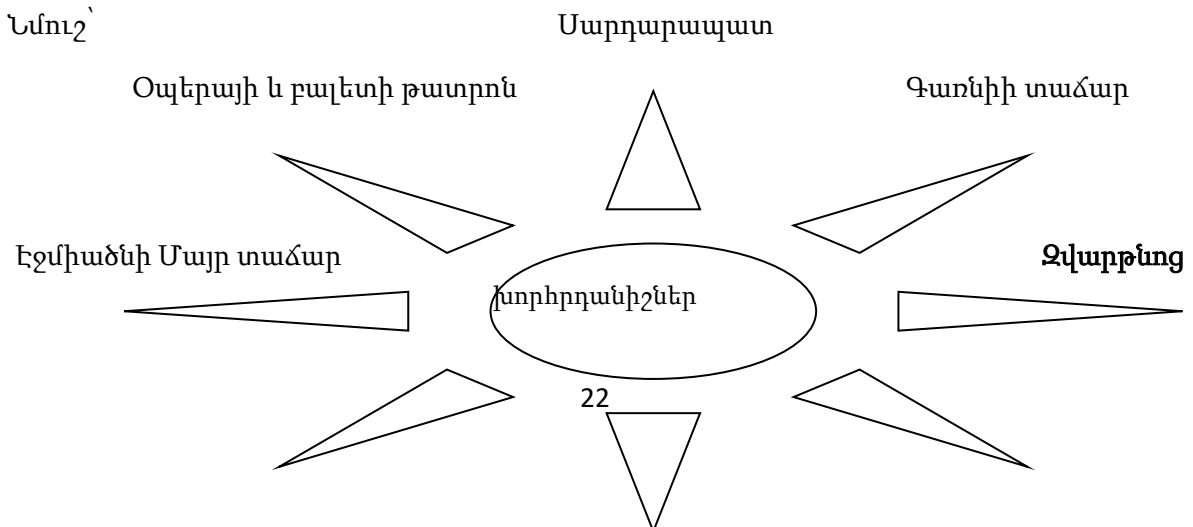 Նմուշ՝
Սարդարապատ
Օպերայի և բալետի թատրոն
Գառնիի տաճար
Էջմիածնի Մայր տաճար
Զվարթնոց
խորհրդանիշներ
22